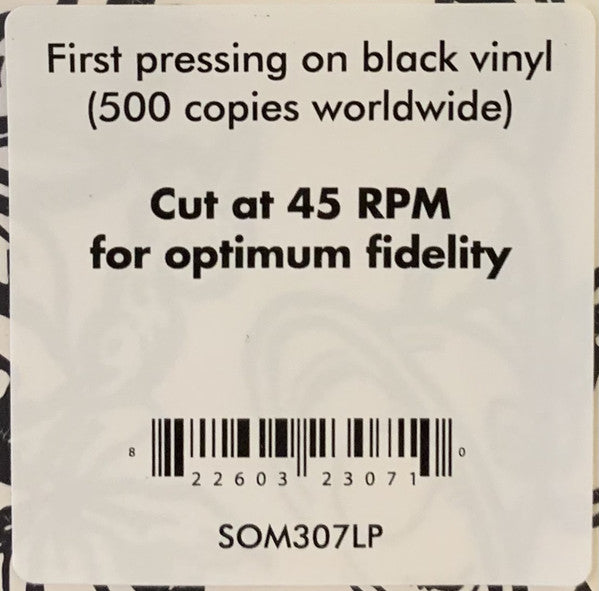 First pressing on black vinyl
(500 copies worldwide)
Cut at 45 RPM
for optimum fidelity
8 22603 23071 0
SOM307LP